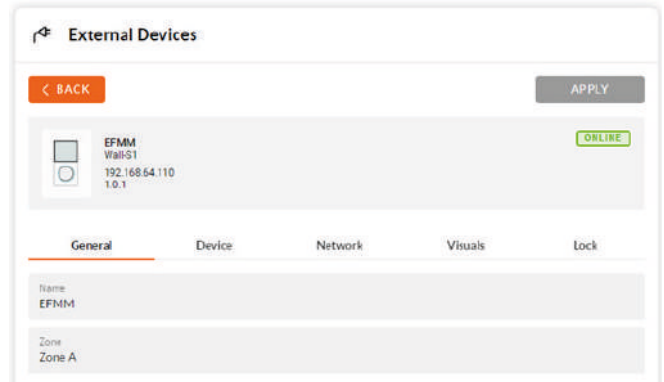 External Devices
< BACK
APPLY
EFMM
ONLINE
Wall-S1
192.168.64.110
1.0.1
General Device Network Visuals Lock
Name
EFMM
Zone
Zone A